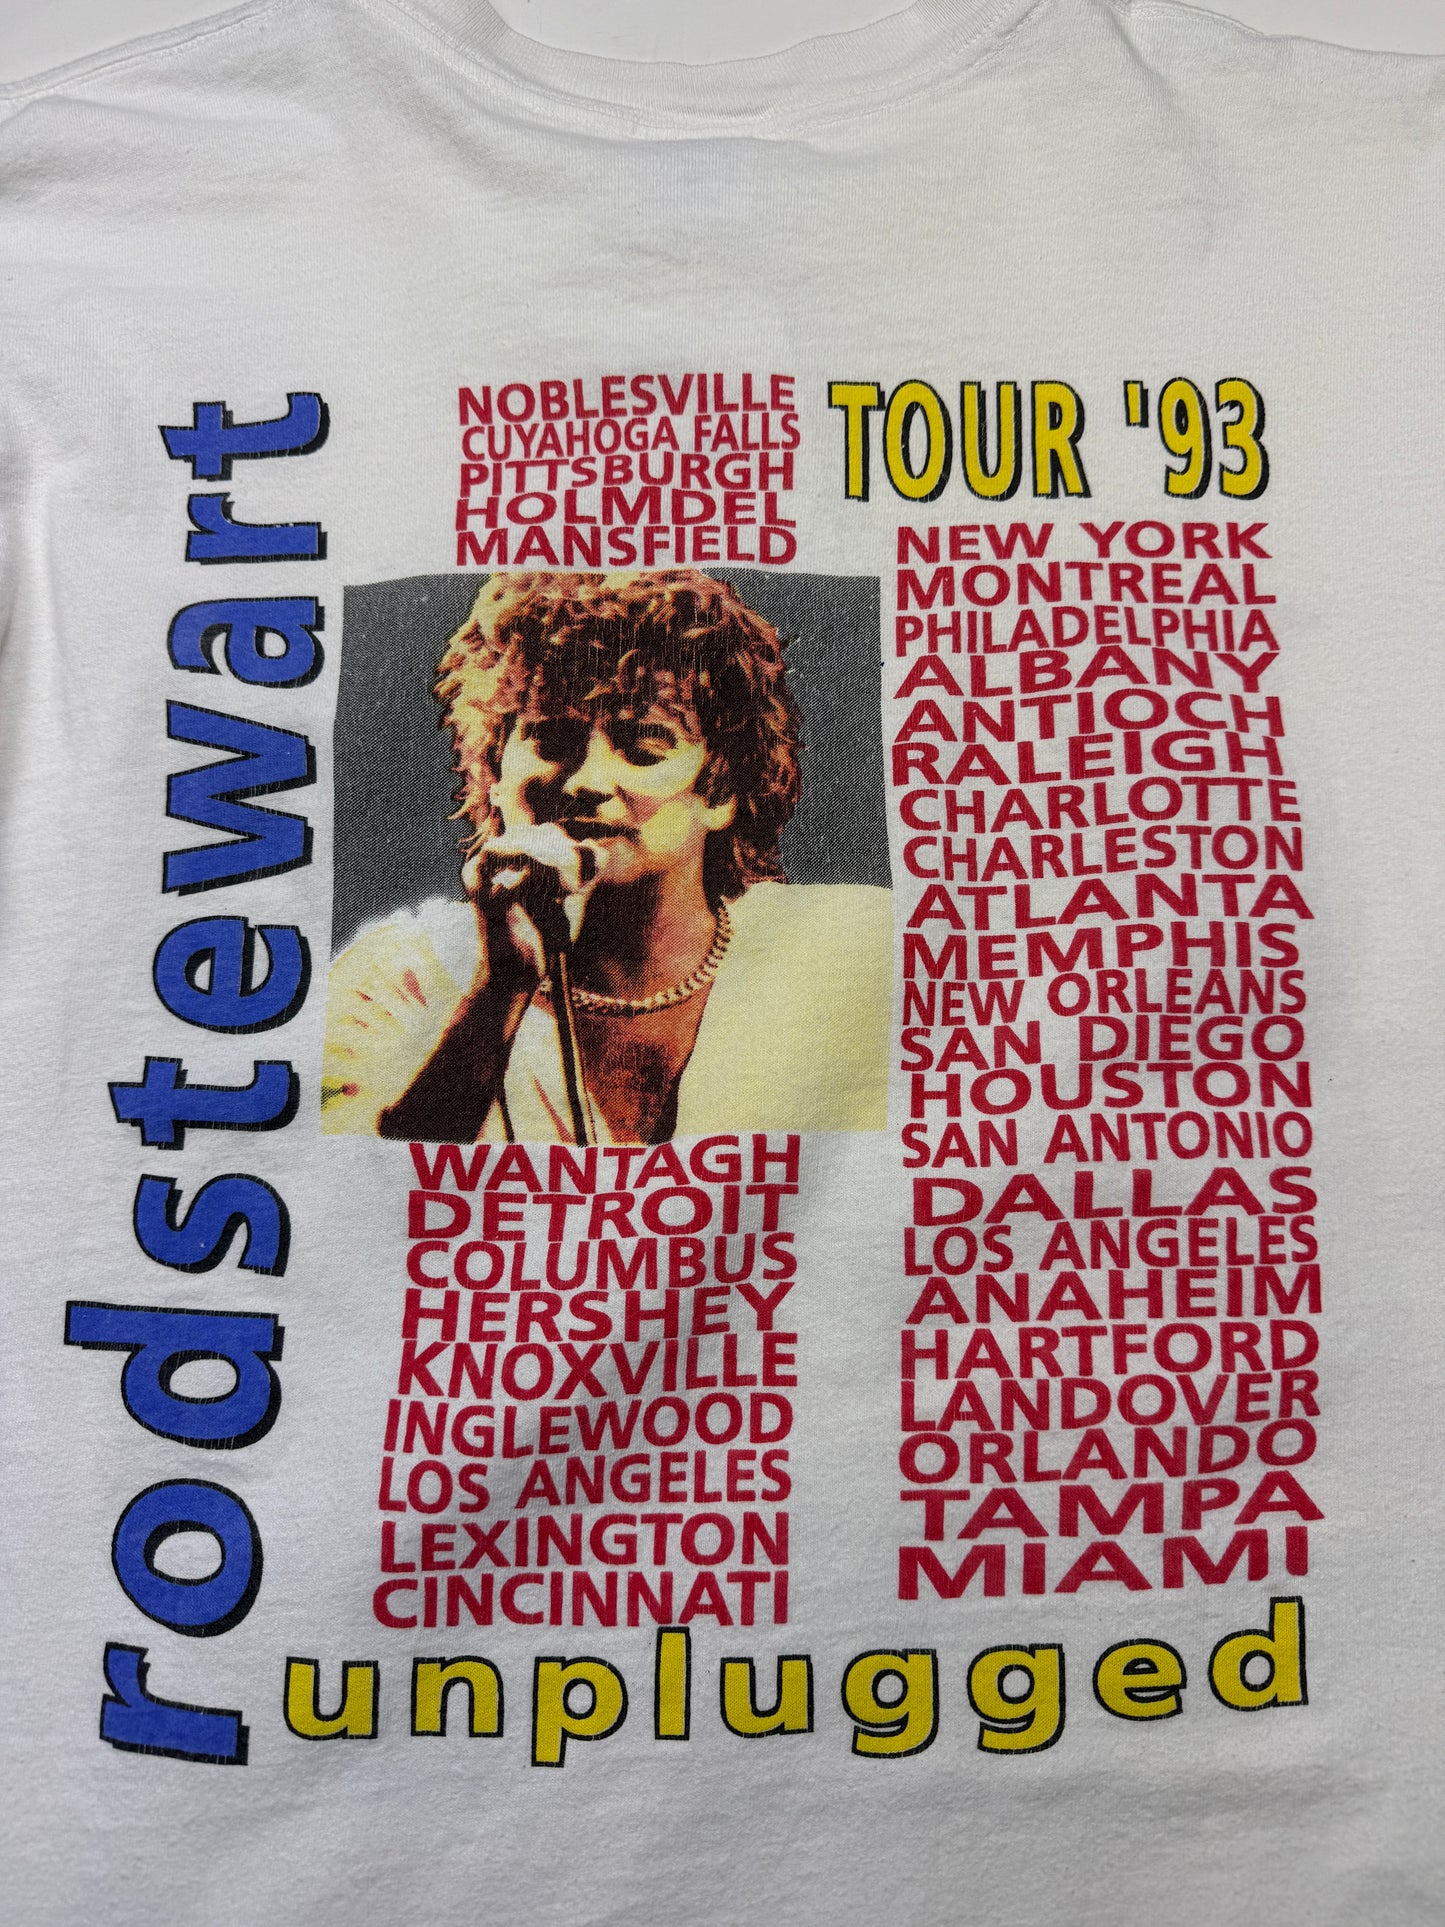 rodstewart
NOBLESVILLE
CUYAHOGA FALLS
PITTSBURGH
HOLMDEL
MANSFIELD
WANTAGH
DETROIT
COLUMBUS
HERSHEY
KNOXVILLE
INGLEWOOD
LOS ANGELES
LEXINGTON
CINCINNATI
TOUR '93
NEW YORK
MONTREAL
PHILADELPHIA
ALBANY
ANTIOCH
RALEIGH
CHARLOTTE
CHARLESTON
ATLANTA
MEMPHIS
NEW ORLEANS
SAN DIEGO
HOUSTON
SAN ANTONIO
DALLAS
LOS ANGELES
ANAHEIM
HARTFORD
LANDOVER
ORLANDO
TAMPA
MIAMI
unplugged